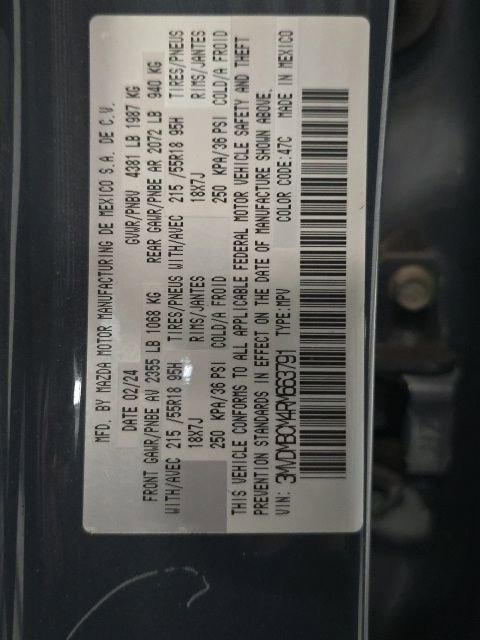 MFD. BY MAZDA MOTOR MANUFACTURING DE MEXICO S.A. DE C.V.
DATE 02/24 GVWR/PNBV 4381 LB 1987 KG
FRONT GAWR/PNBE AV 2355 LB 1068 KG REAR GAWR/PNBE AR 2072 LB 940 KG
WITH/AVEC 215 /55R18 95H TIRES/PNEUS WITH/AVEC 215 /55R18 95H TIRES/PNEUS
18X7J RIMS/JANTES 18X7J RIMS/JANTES
250 KPA/36 PSI COLD/A FROID 250 KPA/36 PSI COLD/A FROID
THIS VEHICLE CONFORMS TO ALL APPLICABLE FEDERAL MOTOR VEHICLE SAFETY AND THEFT
PREVENTION STANDARDS IN EFFECT ON THE DATE OF MANUFACTURE SHOWN ABOVE.
VIN: 3MVDMBCM4RM663791 TYPE:MPV COLOR CODE:47C MADE IN MEXICO